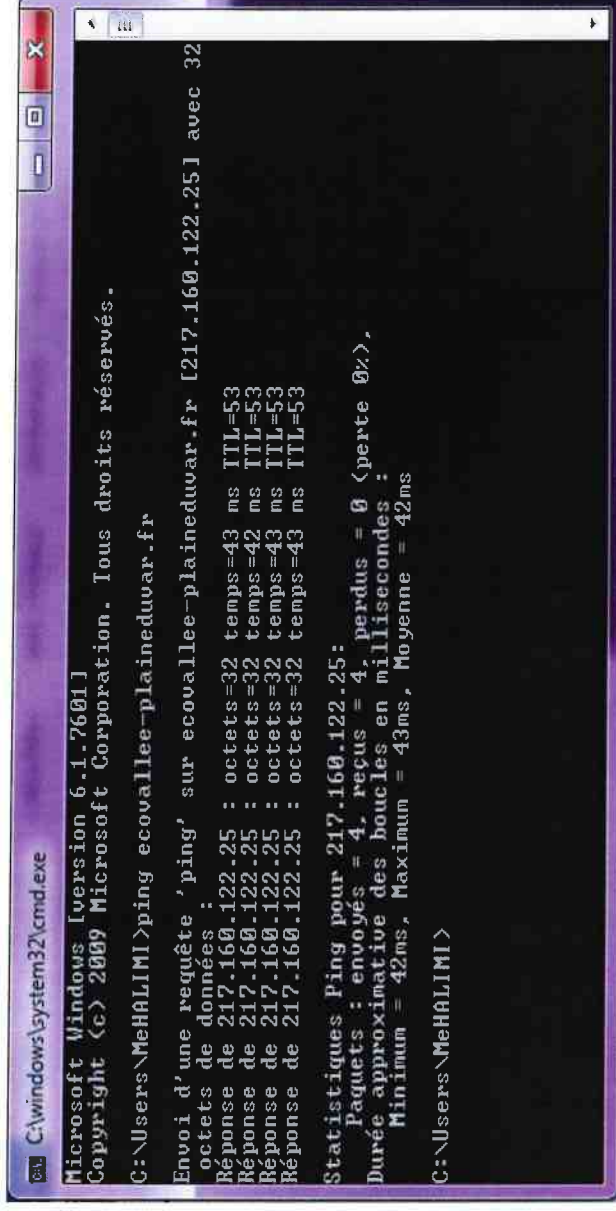 C:\windows\system32\cmd.exe
Microsoft Windows [version 6.1.7601]
Copyright (c) 2009 Microsoft Corporation. Tous droits réservés.
C:\Users\MeHALIMI>ping ecovallee-plaineduvar.fr
Envoi d'une requête 'ping' sur ecovallee-plaineduvar.fr [217.160.122.25] avec 32
octets de données :
Réponse de 217.160.122.25 : octets=32 temps=43 ms TTL=53
Réponse de 217.160.122.25 : octets=32 temps=42 ms TTL=53
Réponse de 217.160.122.25 : octets=32 temps=43 ms TTL=53
Réponse de 217.160.122.25 : octets=32 temps=43 ms TTL=53
Statistiques Ping pour 217.160.122.25:
Paquets : envoyés = 4, reçus = 4, perdus = 0 (perte 0%),
Durée approximative des boucles en millisecondes :
Minimum = 42ms, Maximum = 43ms, Moyenne = 42ms
C:\Users\MeHALIMI>